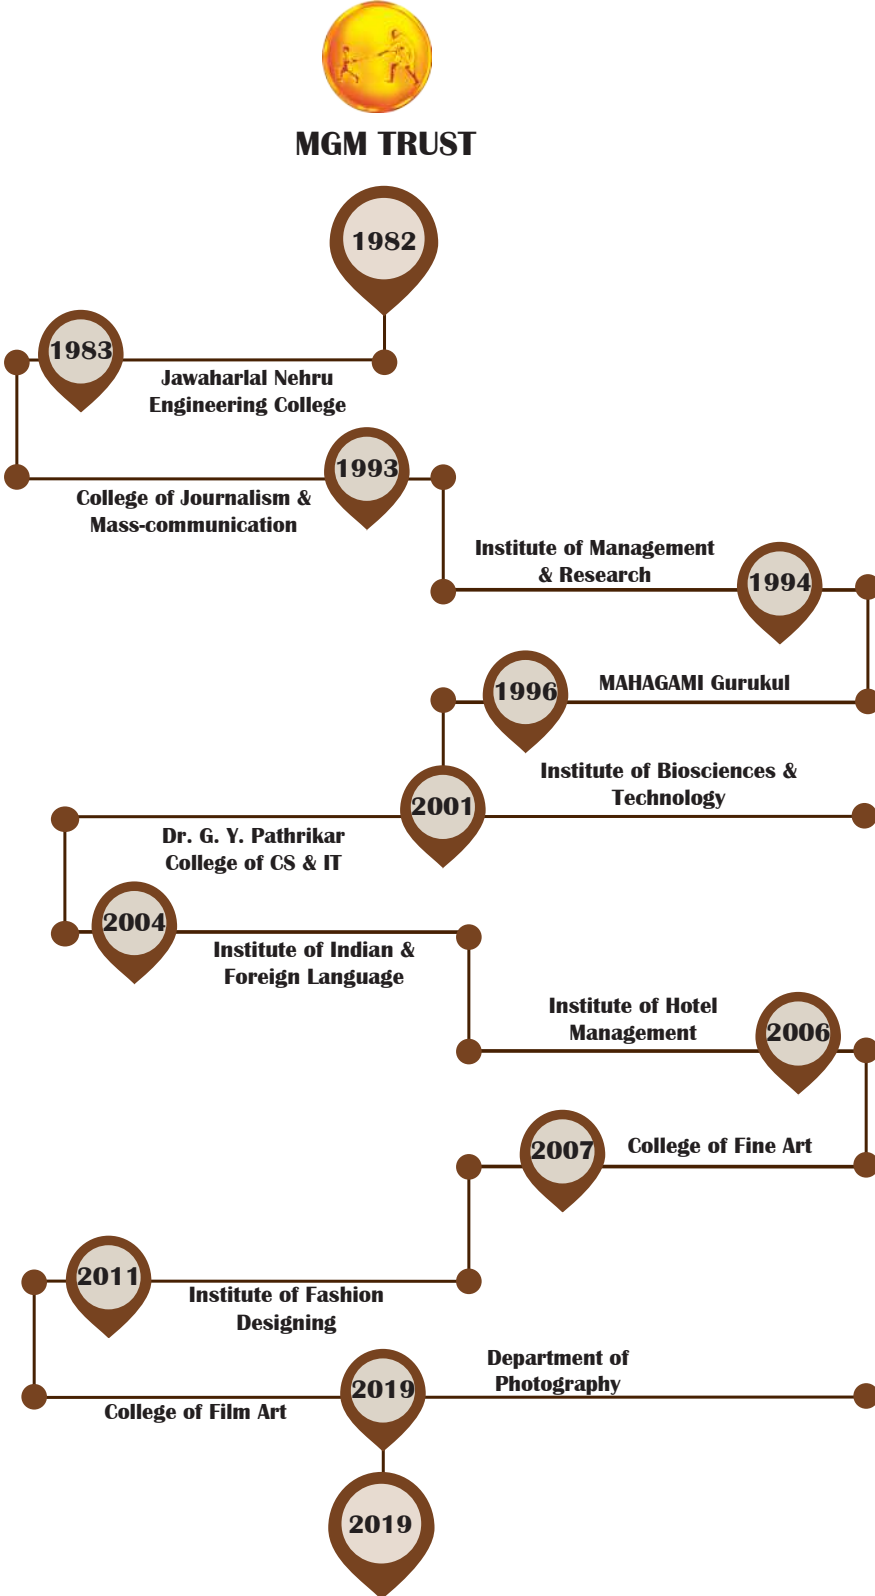 MGM TRUST
1982
1983
Jawaharlal Nehru
Engineering College
1993
College of Journalism &
Mass-communication
Institute of Management
& Research
1994
1996
MAHAGAMI Gurukul
Institute of Biosciences &
Technology
2001
Dr. G. Y. Pathrikar
College of CS & IT
2004
Institute of Indian &
Foreign Language
Institute of Hotel
Management
2006
2007
College of Fine Art
2011
Institute of Fashion
Designing
Department of
Photography
2019
College of Film Art
2019